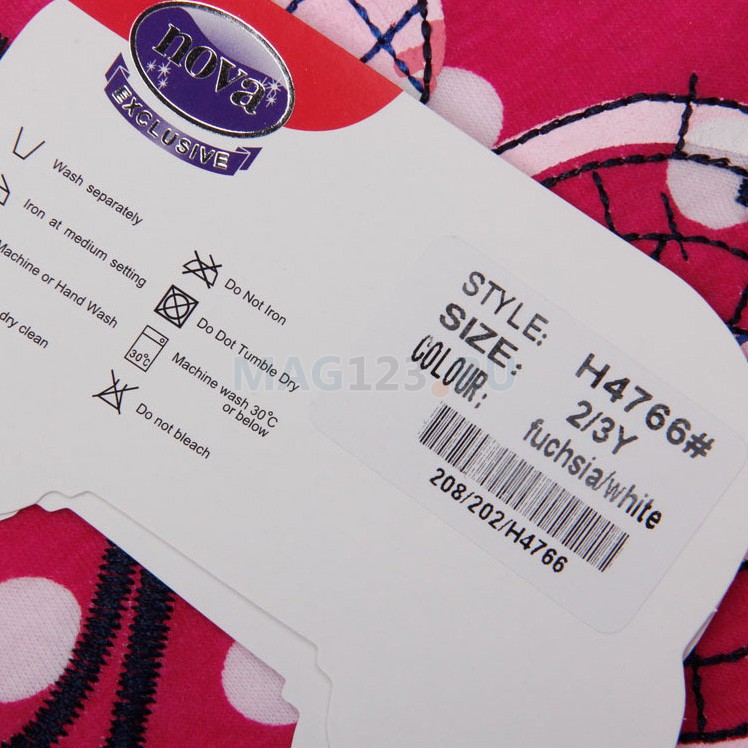 nova
EXCLUSIVE
Wash separately
Iron at medium setting
Machine or Hand Wash
dry clean
Do Not Iron
Do Dot Tumble Dry
30°C
Machine wash 30°C
or below
Do not bleach
STYLE: H4766#
SIZE: 2/3Y
COLOUR: fuchsia/white
208/202/H4766
MAG123.RU